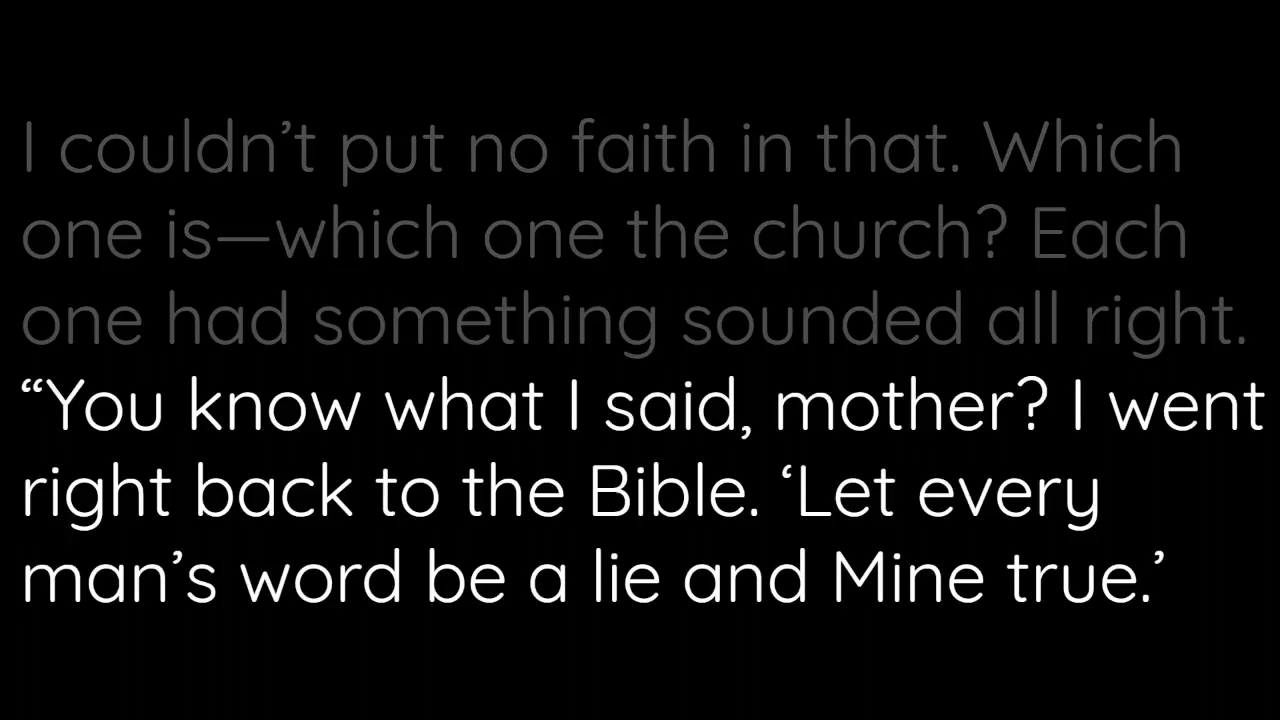 I couldn’t put no faith in that. Which
one is—which one the church? Each
one had something sounded all right.
“You know what I said, mother? I went
right back to the Bible. ‘Let every
man’s word be a lie and Mine true.’